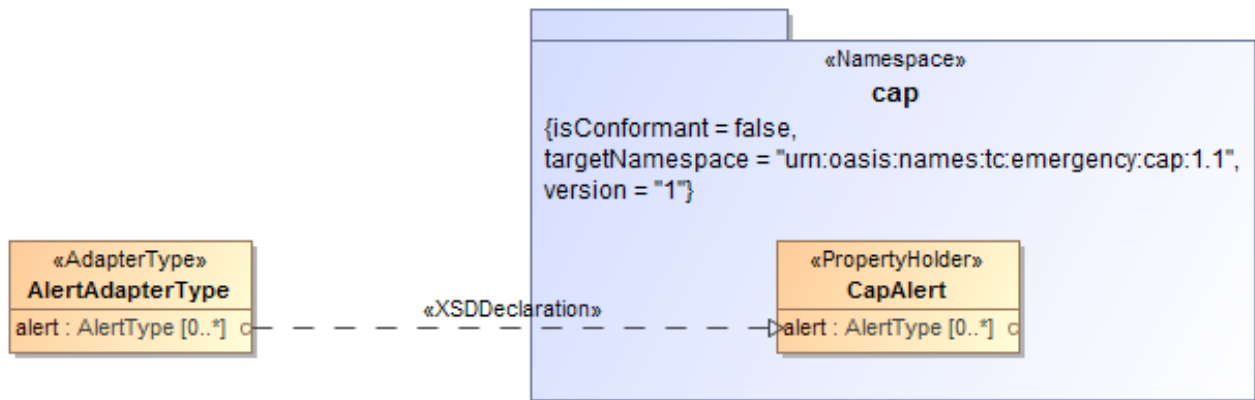 «Namespace»
cap
{isConformant = false,
targetNamespace = "urn:oasis:names:tc:emergency:cap:1.1",
version = "1"}
«AdapterType»
AlertAdapterType
alert : AlertType [0..*]
«XSDDeclaration»
«PropertyHolder»
CapAlert
alert : AlertType [0..*]